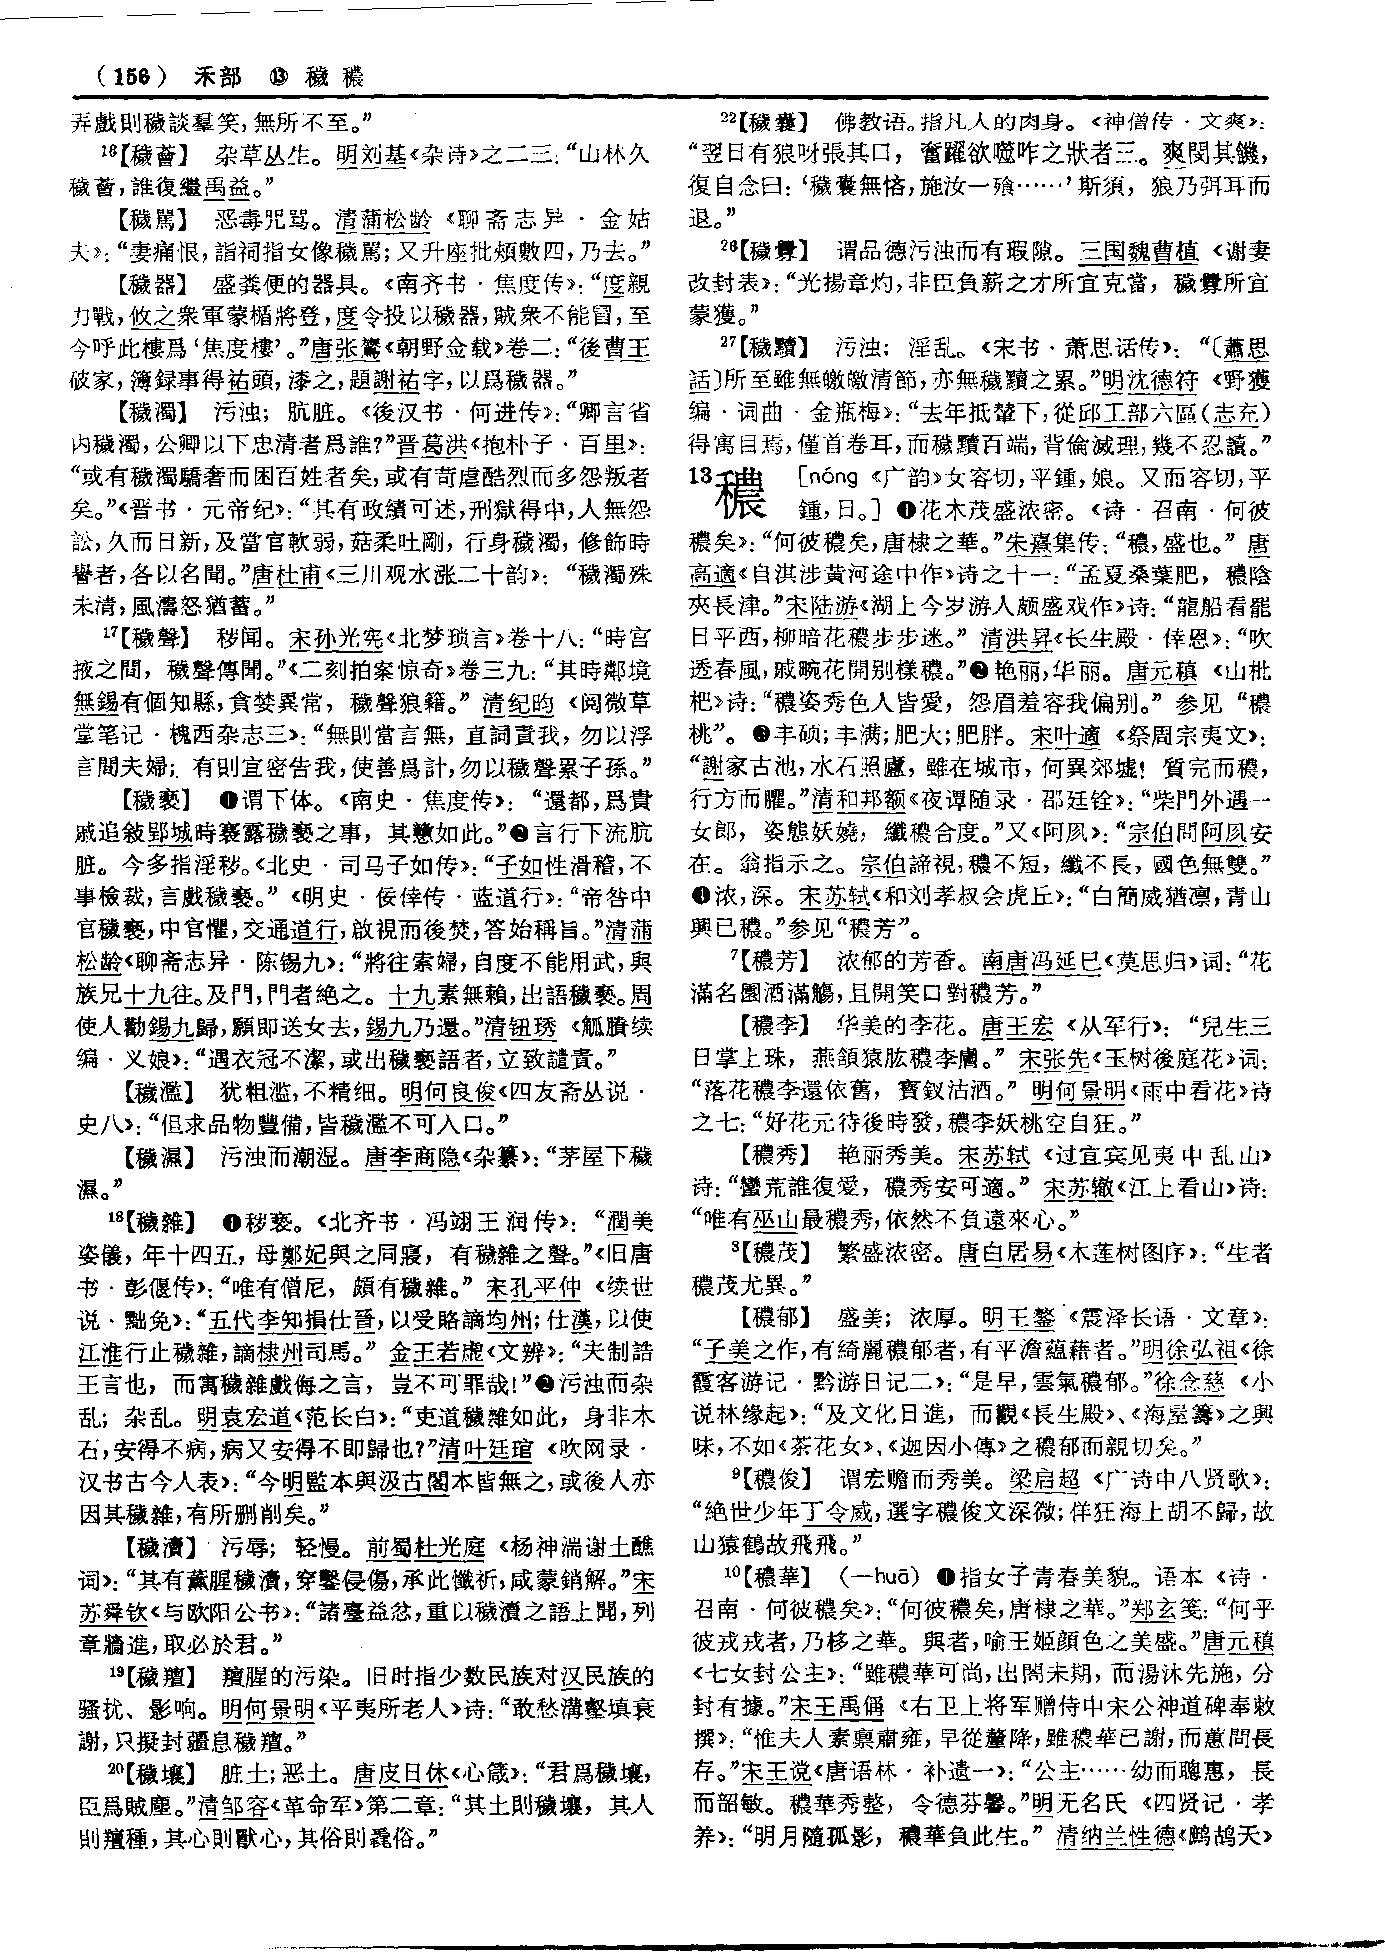 （156） 禾部 ⑬ 穢 穠
弄戲則穢談羣笑，無所不至。”
16【穢薈】 杂草丛生。明刘基《杂诗》之二三：“山林久
穢薈，誰復繼禹益。”
【穢駡】 恶毒咒骂。清蒲松龄《聊斋志异·金姑
夫》：“妻痛恨，詣祠指女像穢駡；又升座批頰數四，乃去。”
【穢器】 盛粪便的器具。《南齐书·焦度传》：“度親
力戰，攸之衆軍蒙楯將登，度令投以穢器，賊衆不能冒，至
今呼此樓爲‘焦度樓’。”唐张鷟《朝野佥载》卷二：“後曹王
破家，簿録事得祐頭，漆之，題謝祐字，以爲穢器。”
【穢濁】 污浊；肮脏。《後汉书·何进传》：“卿言省
内穢濁，公卿以下忠清者爲誰？”晋葛洪《抱朴子·百里》：
“或有穢濁驕奢而困百姓者矣，或有苛虐酷烈而多怨叛者
矣。”《晋书·元帝纪》：“其有政績可述，刑獄得中，人無怨
訟，久而日新，及當官軟弱，茹柔吐剛，行身穢濁，修飾時
譽者，各以名聞。”唐杜甫《三川观水涨二十韵》：“穢濁殊
未清，風濤怒猶蓄。”
17【穢聲】 秽闻。宋孙光宪《北梦琐言》卷十八：“時宫
掖之間，穢聲傳聞。”《二刻拍案惊奇》卷三九：“其時鄰境
無錫有個知縣，貪婪異常，穢聲狼籍。”清纪昀《阅微草
堂笔记·槐西杂志三》：“無則當言無，直詞責我，勿以浮
言間夫婦；有則宜密告我，使善爲計，勿以穢聲累子孫。”
【穢褻】 ❶谓下体。《南史·焦度传》：“還都，爲貴
戚追敘郢城時褰露穢褻之事，其戇如此。”❷言行下流肮
脏。今多指淫秽。《北史·司马子如传》：“子如性滑稽，不
事檢裁，言戲穢褻。”《明史·佞倖传·蓝道行》：“帝咎中
官穢褻，中官懼，交通道行，啟視而後焚，答始稱旨。”清蒲
松龄《聊斋志异·陈锡九》：“將往索婦，自度不能用武，與
族兄十九往。及門，門者絶之。十九素無賴，出語穢褻。周
使人勸錫九歸，願即送女去，錫九乃還。”清钮琇《觚賸续
编·义娘》：“遇衣冠不潔，或出穢褻語者，立致譴責。”
【穢濫】 犹粗滥，不精细。明何良俊《四友斋丛说·
史八》：“但求品物豐備，皆穢濫不可入口。”
【穢濕】 污浊而潮湿。唐李商隐《杂纂》：“茅屋下穢
濕。”
18【穢雜】 ❶秽亵。《北齐书·冯翊王润传》：“潤美
姿儀，年十四五，母鄭妃與之同寢，有穢雜之聲。”《旧唐
书·彭偃传》：“唯有僧尼，頗有穢雜。”宋孔平仲《续世
说·黜免》：“五代李知損仕晉，以受賂謫均州；仕漢，以使
江淮行止穢雜，謫棣州司馬。”金王若虚《文辨》：“夫制誥
王言也，而寓穢雜戲侮之言，豈不可罪哉！”❷污浊而杂
乱；杂乱。明袁宏道《范长白》：“吏道穢雜如此，身非木
石，安得不病，病又安得不即歸也？”清叶廷琯《吹网录·
汉书古今人表》：“今明監本與汲古閣本皆無之，或後人亦
因其穢雜，有所删削矣。”
【穢瀆】 污辱；轻慢。前蜀杜光庭《杨神湍谢土醮
词》：“其有薰腥穢瀆，穿鑿侵傷，承此懺祈，咸蒙銷解。”宋
苏舜钦《与欧阳公书》：“諸臺益忿，重以穢瀆之語上聞，列
章牆進，取必於君。”
19【穢羶】 羶腥的污染。旧时指少数民族对汉民族的
骚扰、影响。明何景明《平夷所老人》诗：“敢愁溝壑填衰
謝，只擬封疆息穢羶。”
20【穢壤】 脏土；恶土。唐皮日休《心箴》：“君爲穢壤，
臣爲賊塵。”清邹容《革命军》第二章：“其土則穢壤，其人
則羶種，其心則獸心，其俗則毳俗。”
22【穢囊】 佛教语。指凡人的肉身。《神僧传·文爽》：
“翌日有狼呀張其口，奮躍欲噬咋之狀者三。爽閔其饑，
復自念曰：‘穢囊無悋，施汝一飱……’斯須，狼乃弭耳而
退。”
26【穢釁】 谓品德污浊而有瑕隙。三国魏曹植《谢妻
改封表》：“光揚章灼，非臣負薪之才所宜克當，穢釁所宜
蒙獲。”
27【穢黷】 污浊；淫乱。《宋书·萧思话传》：“〔蕭思
話〕所至雖無皦皦清節，亦無穢黷之累。”明沈德符《野獲
编·词曲·金瓶梅》：“去年抵輦下，從邱工部六區（志充）
得寓目焉，僅首卷耳，而穢黷百端，背倫滅理，幾不忍讀。”
13穠 ［nóng《广韵》女容切，平鍾，娘。又而容切，平
鍾，日。］❶花木茂盛浓密。《诗·召南·何彼
穠矣》：“何彼穠矣，唐棣之華。”朱熹集传：“穠，盛也。”唐
高適《自淇涉黄河途中作》诗之十一：“孟夏桑葉肥，穠陰
夾長津。”宋陆游《湖上今岁游人颇盛戏作》诗：“龍船看罷
日平西，柳暗花穠步步迷。”清洪昇《长生殿·倖恩》：“吹
透春風，戚畹花開别樣穠。”❷艳丽，华丽。唐元稹《山枇
杷》诗：“穠姿秀色人皆愛，怨眉羞容我偏别。”参见“穠
桃”。❸丰硕；丰满；肥大；肥胖。宋叶適《祭周宗夷文》：
“謝家古池，水石照廬，雖在城市，何異郊墟！質完而穠，
行方而臞。”清和邦额《夜谭随录·邵廷铨》：“柴門外遇一
女郎，姿態妖嬈，纖穠合度。”又《阿凤》：“宗伯問阿凤安
在。翁指示之。宗伯諦視，穠不短，纖不長，國色無雙。”
❹浓，深。宋苏轼《和刘孝叔会虎丘》：“白簡威猶凛，青山
興已穠。”参见“穠芳”。
7【穠芳】 浓郁的芳香。南唐冯延巳《莫思归》词：“花
滿名園酒滿觴，且開笑口對穠芳。”
【穠李】 华美的李花。唐王宏《从军行》：“兒生三
日掌上珠，燕頷猿肱穠李膚。”宋张先《玉树後庭花》词：
“落花穠李還依舊，寶釵沽酒。”明何景明《雨中看花》诗
之七：“好花元待後時發，穠李妖桃空自狂。”
【穠秀】 艳丽秀美。宋苏轼《过宜宾见夷中乱山》
诗：“蠻荒誰復愛，穠秀安可適。”宋苏辙《江上看山》诗：
“唯有巫山最穠秀，依然不負遠來心。”
8【穠茂】 繁盛浓密。唐白居易《木莲树图序》：“生者
穠茂尤異。”
【穠郁】 盛美；浓厚。明王鏊《震泽长语·文章》：
“子美之作，有綺麗穠郁者，有平澹蘊藉者。”明徐弘祖《徐
霞客游记·黔游日记二》：“是早，雲氣穠郁。”徐念慈《小
说林缘起》：“及文化日進，而觀《長生殿》、《海屋籌》之興
味，不如《茶花女》、《迦因小傳》之穠郁而親切矣。”
9【穠俊】 谓宏赡而秀美。梁启超《广诗中八贤歌》：
“絶世少年丁令威，選字穠俊文深微；佯狂海上胡不歸，故
山猿鶴故飛飛。”
10【穠華】 （—huā）❶指女子青春美貌。语本《诗·
召南·何彼穠矣》：“何彼穠矣，唐棣之華。”郑玄笺：“何乎
彼戎戎者，乃栘之華。興者，喻王姬顔色之美盛。”唐元稹
《七女封公主》：“雖穠華可尚，出閤未期，而湯沐先施，分
封有據。”宋王禹偁《右卫上将军赠侍中宋公神道碑奉敕
撰》：“惟夫人素禀肅雍，早從釐降，雖穠華已謝，而蕙問長
存。”宋王谠《唐语林·补遗一》：“公主……幼而聰惠，長
而韶敏。穠華秀整，令德芬馨。”明无名氏《四贤记·孝
养》：“明月隨孤影，穠華負此生。”清纳兰性德《鹧鸪天》